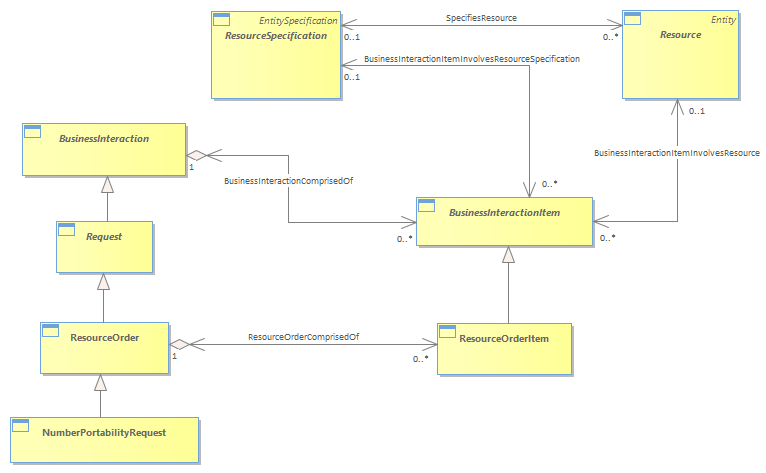 EntitySpecification
ResourceSpecification
SpecifiesResource
0..1
0..*
Entity
Resource
BusinessInteractionItemInvolvesResourceSpecification
0..1
0..1
BusinessInteraction
1
BusinessInteractionComprisedOf
BusinessInteractionItemInvolvesResource
0..*
BusinessInteractionItem
0..*
0..*
Request
ResourceOrder
1
ResourceOrderComprisedOf
0..*
ResourceOrderItem
NumberPortabilityRequest